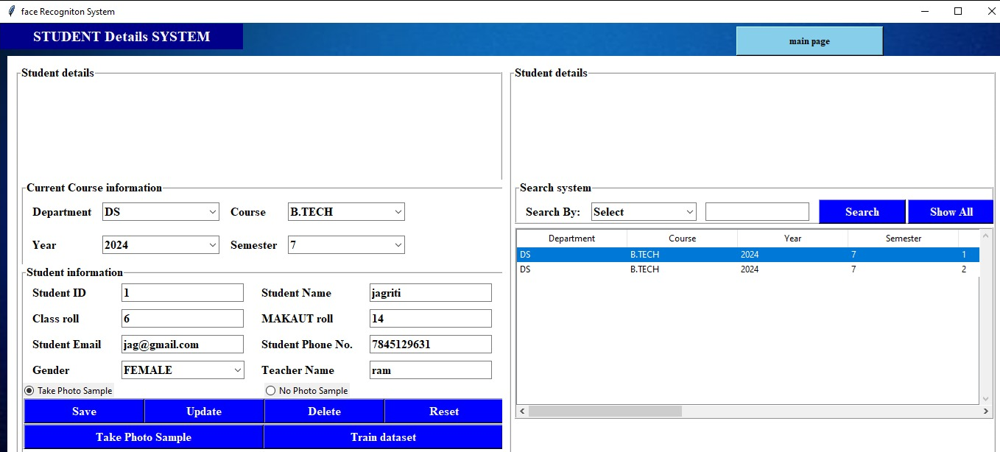 face Recogniton System
STUDENT Details SYSTEM
main page
Student details
Current Course information
Department DS Course B.TECH
Year 2024 Semester 7
Student information
Student ID 1 Student Name jagriti
Class roll 6 MAKAUT roll 14
Student Email jag@gmail.com Student Phone No. 7845129631
Gender FEMALE Teacher Name ram
Take Photo Sample No Photo Sample
Save Update Delete Reset
Take Photo Sample Train dataset
Student details
Search system
Search By: Select Search Show All
Department Course Year Semester
DS B.TECH 2024 7 1
DS B.TECH 2024 7 2